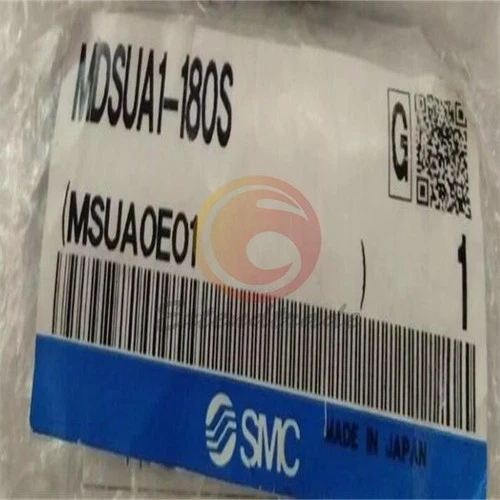 MDSUA1-180S
G
(MSUA0E01 )
1
SMC
MADE IN JAPAN